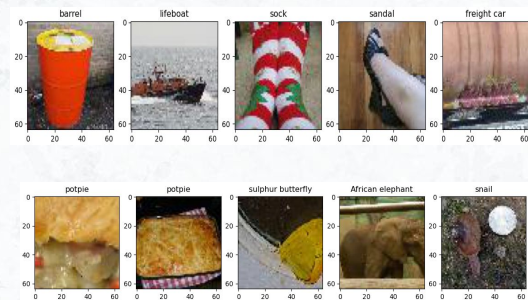 barrel lifeboat sock sandal freight car
0 0 0 0 0
20 20 20 20 20
40 40 40 40 40
60 60 60 60 60
0 20 40 60 0 20 40 60 0 20 40 60 0 20 40 60 0 20 40 60
potpie potpie sulphur butterfly African elephant snail
0 0 0 0 0
20 20 20 20 20
40 40 40 40 40
60 60 60 60 60
0 20 40 60 0 20 40 60 0 20 40 60 0 20 40 60 0 20 40 60